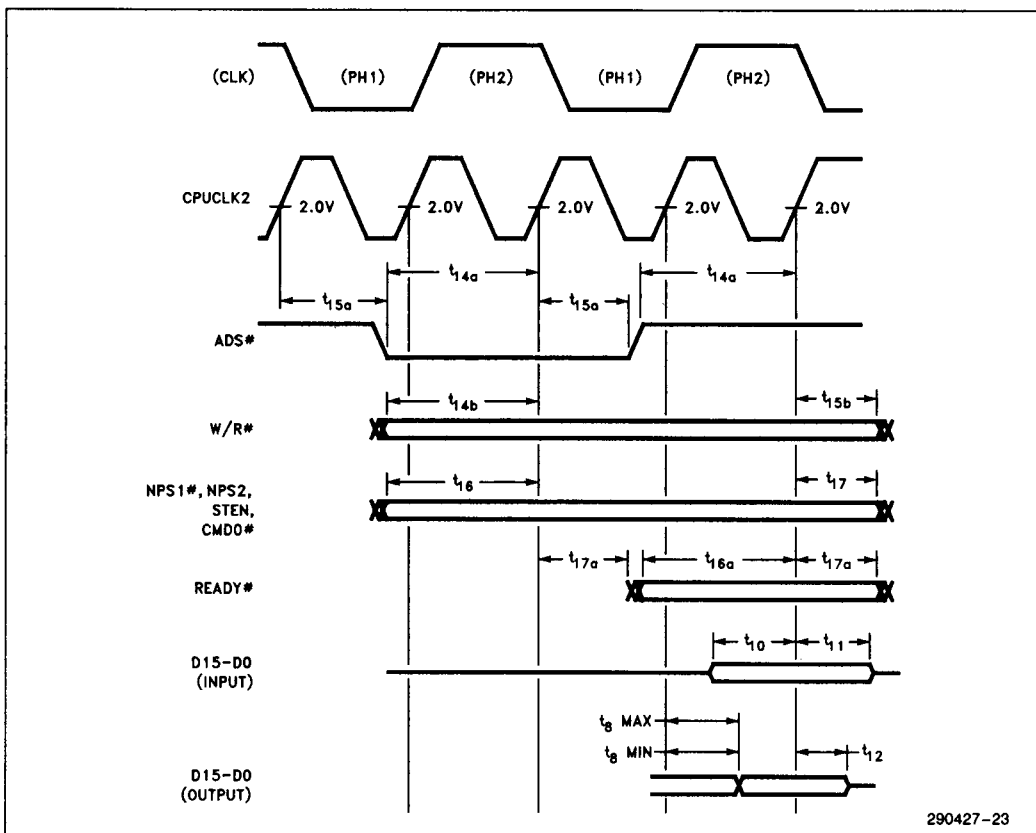 (CLK) (PH1) (PH2) (PH1) (PH2)
CPUCLK2 2.0V 2.0V 2.0V 2.0V 2.0V
t14a t14a
t15a t15a
ADS#
t14b t15b
W/R#
t16 t17
NPS1#, NPS2,
STEN,
CMD0#
t17a t16a t17a
READY#
t10 t11
D15-D0
(INPUT)
t8 MAX
t8 MIN t12
D15-D0
(OUTPUT)
290427-23